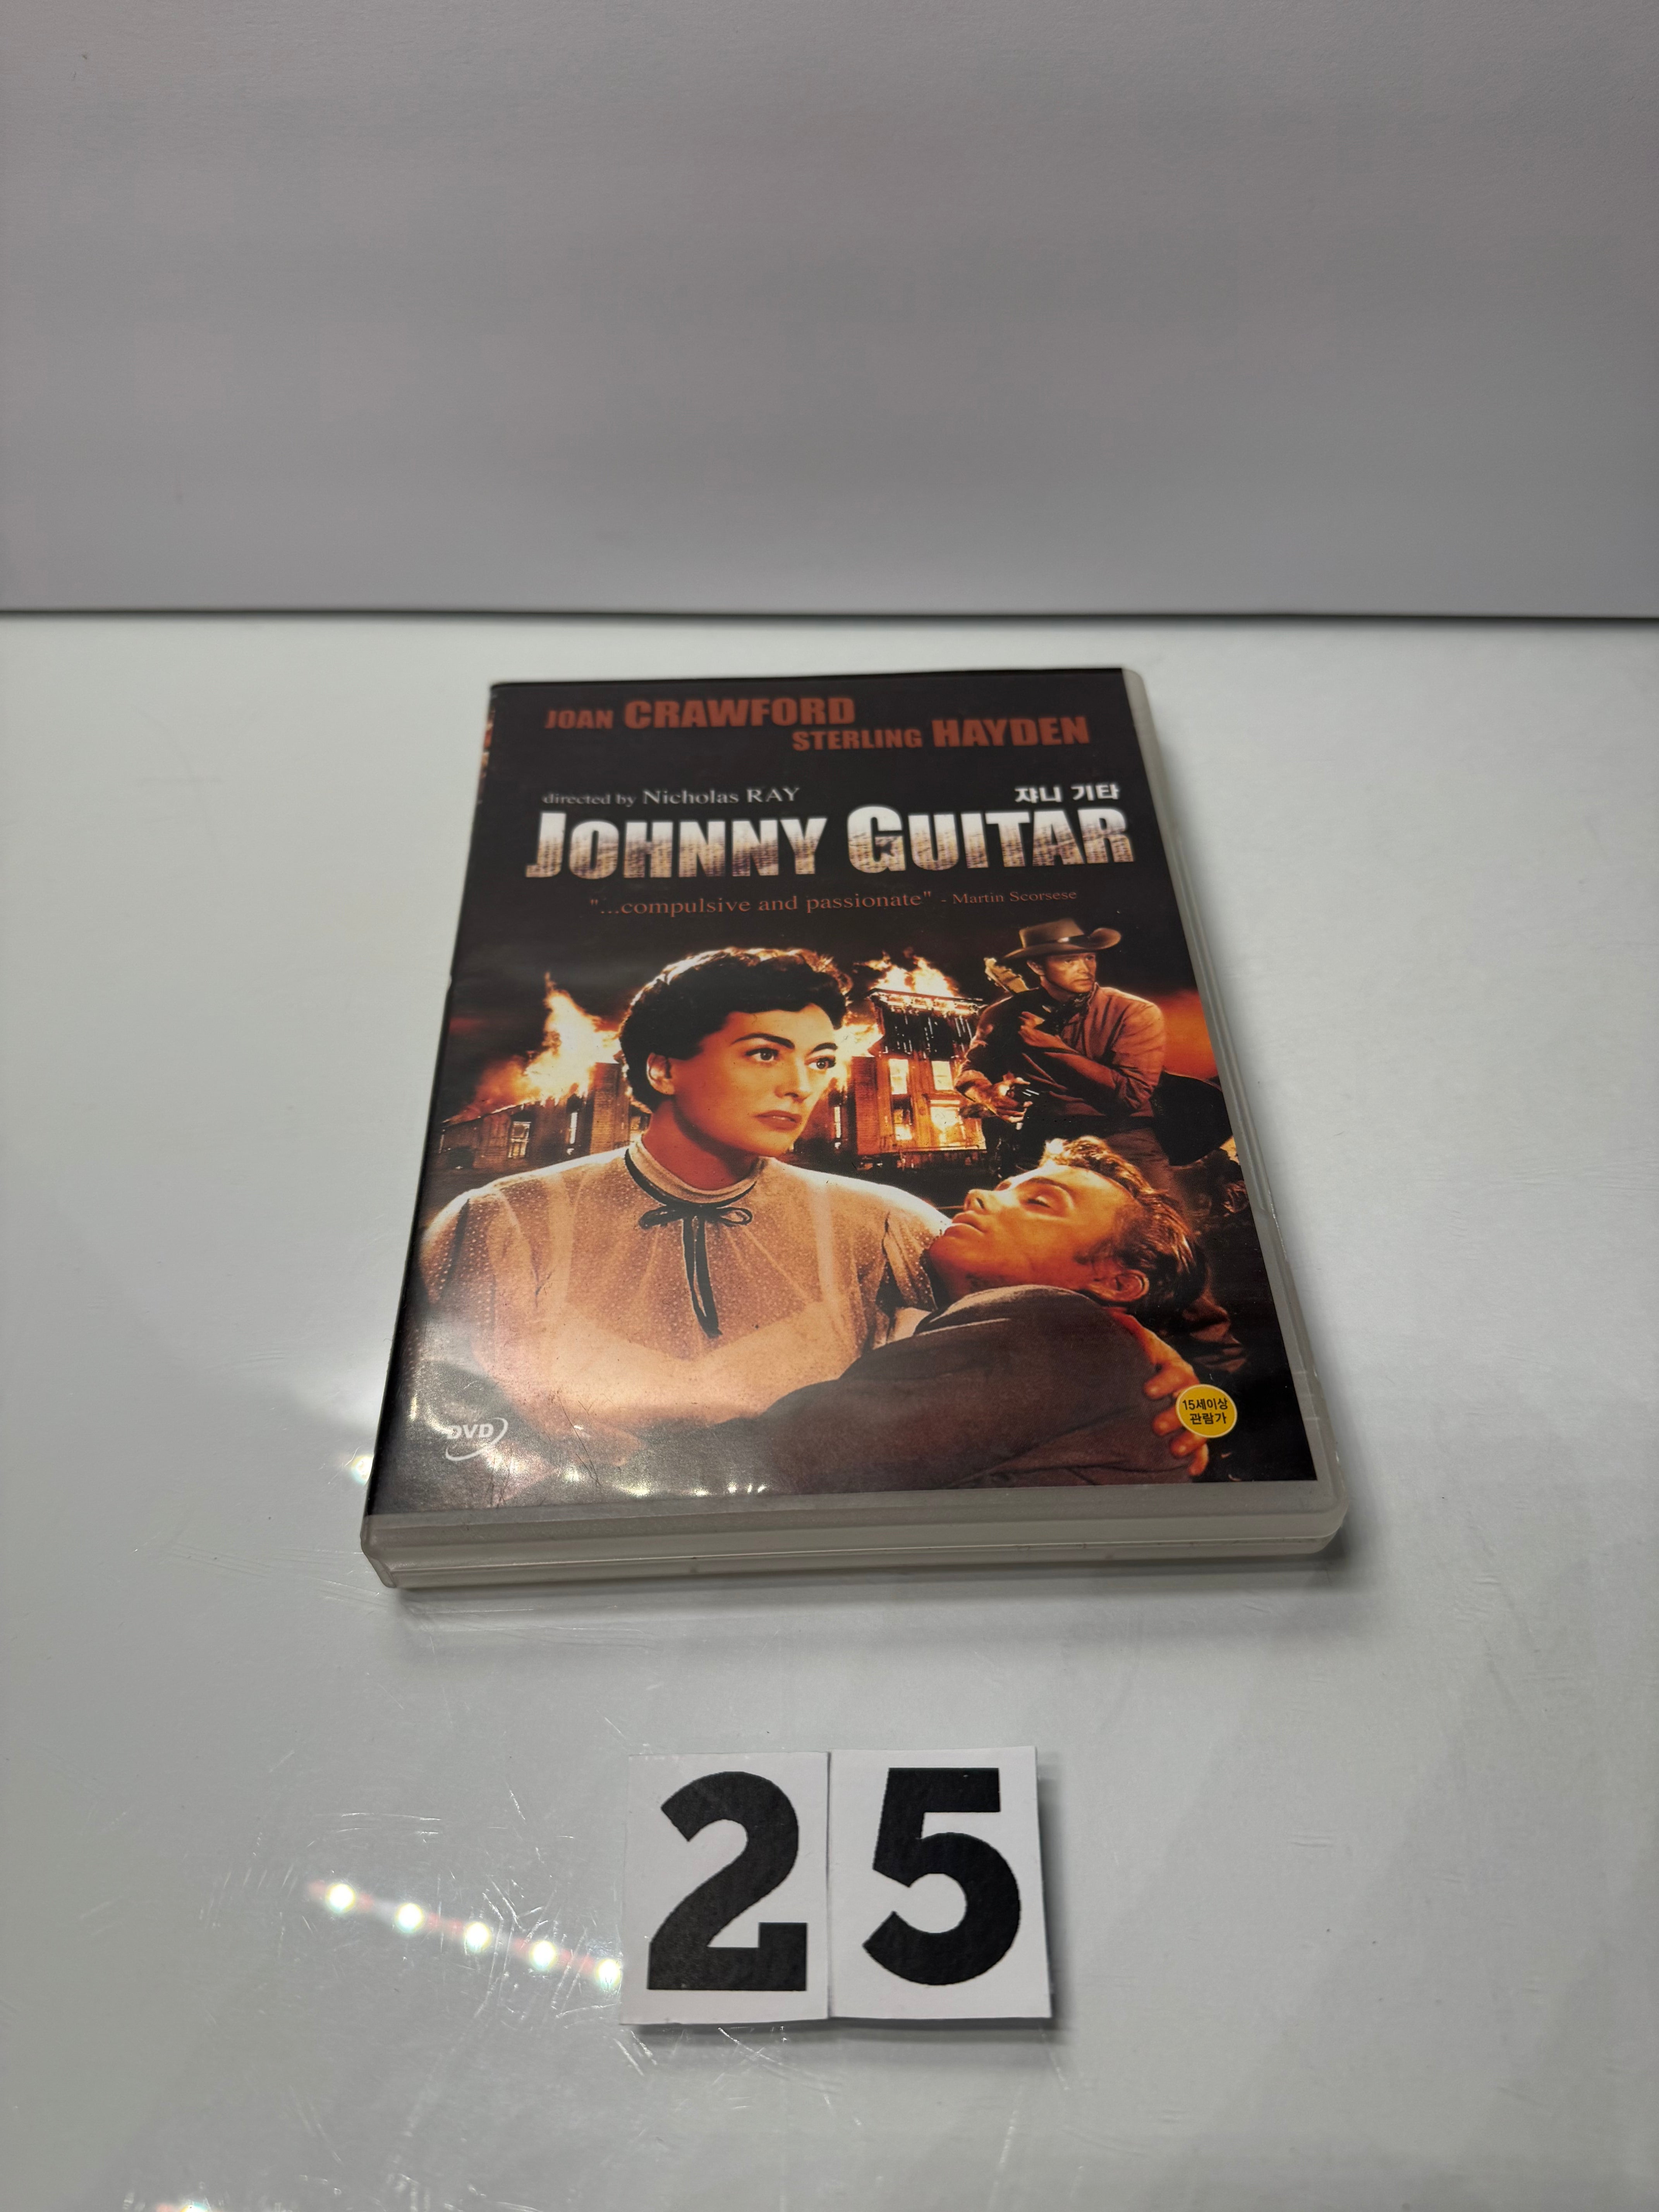 JOAN CRAWFORD
STERLING HAYDEN
directed by Nicholas RAY
쟈니 기타
JOHNNY GUITAR
"...compulsive and passionate" - Martin Scorsese
DVD
15세이상
관람가
25